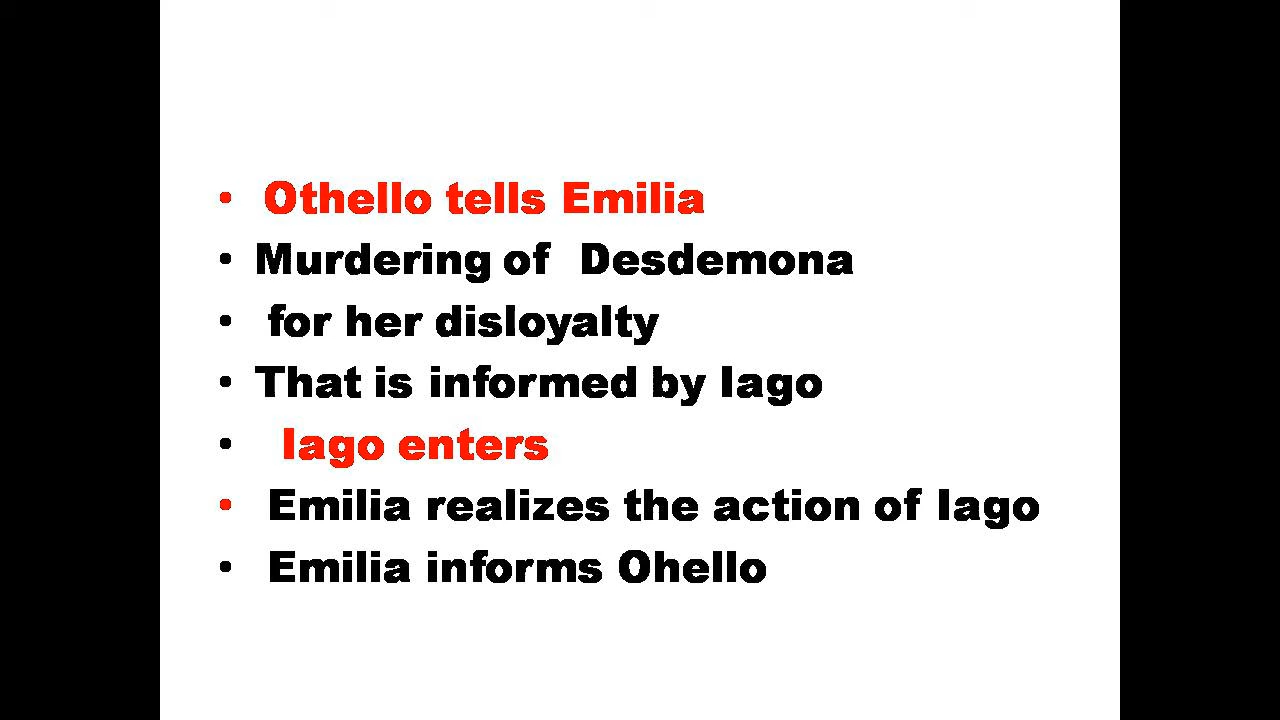 • Othello tells Emilia
• Murdering of Desdemona
• for her disloyalty
• That is informed by Iago
• Iago enters
• Emilia realizes the action of Iago
• Emilia informs Ohello